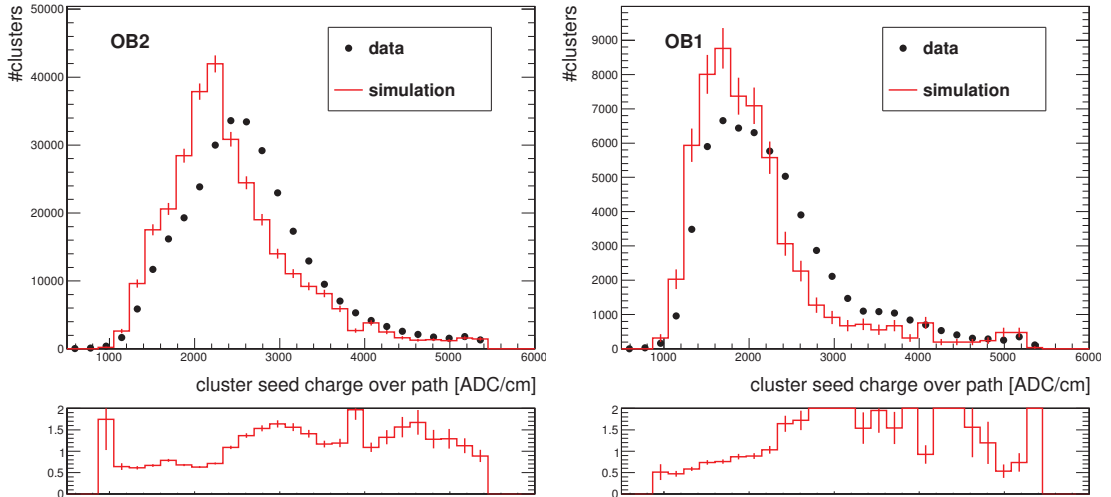 #clusters
50000
40000
30000
20000
10000
0
OB2
data
simulation
1000 2000 3000 4000 5000 6000
cluster seed charge over path [ADC/cm]
2
1.5
1
0.5
0
#clusters
9000
8000
7000
6000
5000
4000
3000
2000
1000
0
OB1
data
simulation
1000 2000 3000 4000 5000 6000
cluster seed charge over path [ADC/cm]
2
1.5
1
0.5
0